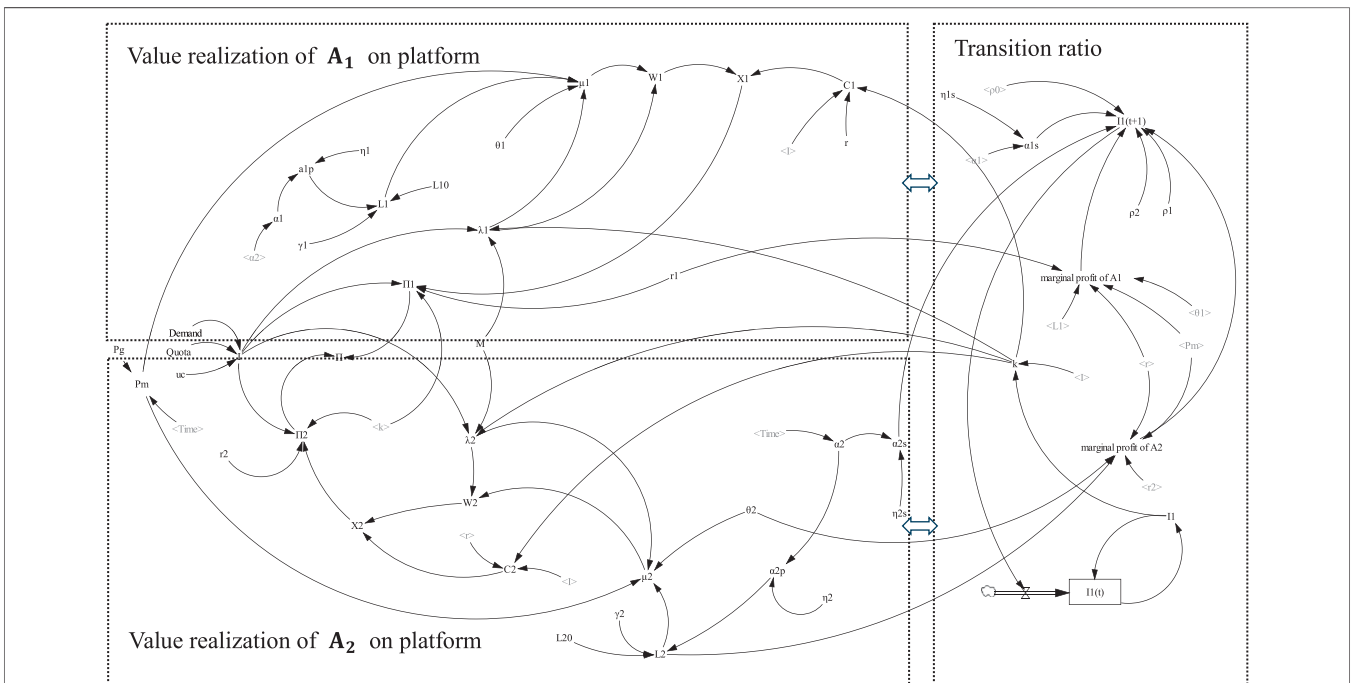 Value realization of A₁ on platform
Transition ratio
μ1
W1
X1
C1
<l>
r
θ1
η1
a1p
L10
L1
α1
γ1
<α2>
λ1
Π1
r1
M
Demand
Quota
uc
Pg
Pm
<Time>
Π
Π2
<k>
r2
λ2
W2
X2
<r>
C2
<l>
μ2
θ2
<Time>
α2
α2s
η2s
α2p
η2
γ2
L20
L2
Value realization of A₂ on platform
η1s
<ρ0>
I1(t+1)
α1s
<α1>
ρ2
ρ1
marginal profit of A1
<L1>
<θ1>
<Pm>
<r>
k
<l>
marginal profit of A2
<r2>
I1
I1(t)